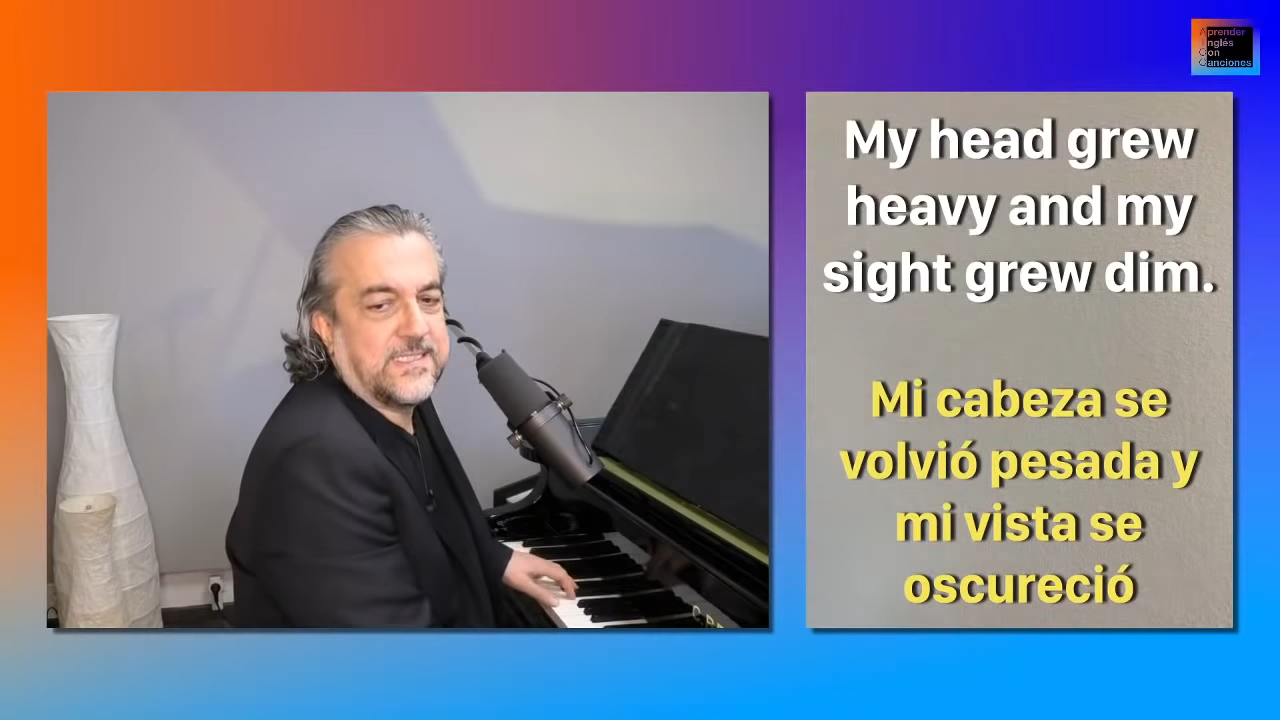 Aprender
Inglés
Con
Canciones
My head grew
heavy and my
sight grew dim.
Mi cabeza se
volvió pesada y
mi vista se
oscureció